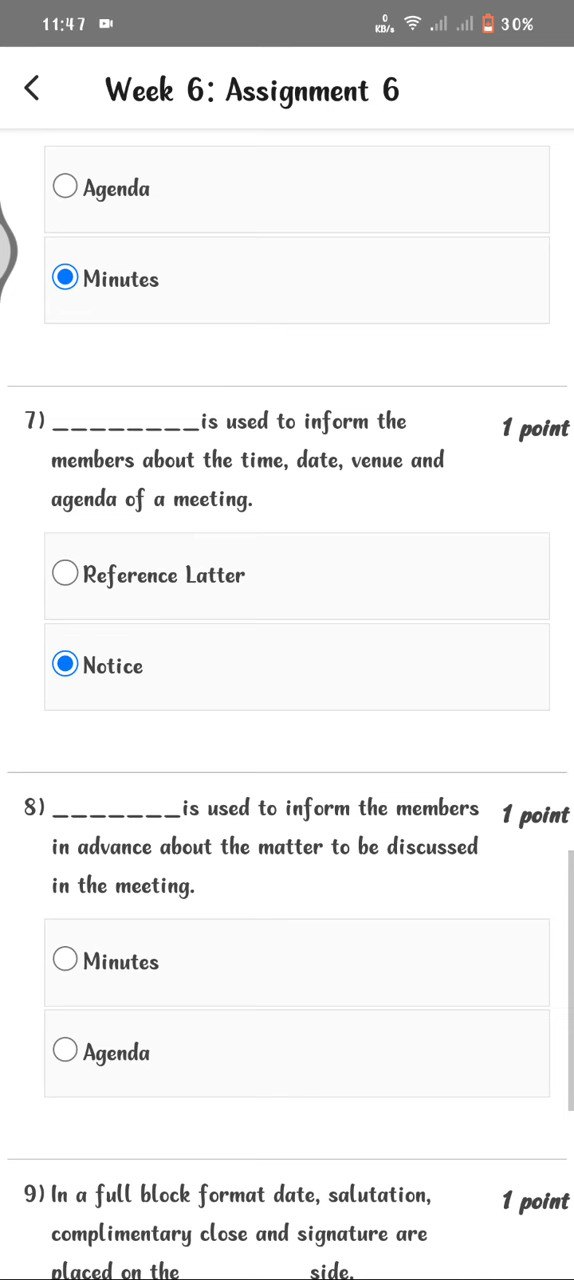 11:47
0
KB/s
30%
Week 6: Assignment 6
Agenda
Minutes
7) ________is used to inform the
1 point
members about the time, date, venue and
agenda of a meeting.
Reference Latter
Notice
8) _______is used to inform the members
1 point
in advance about the matter to be discussed
in the meeting.
Minutes
Agenda
9) In a full block format date, salutation,
1 point
complimentary close and signature are
placed on the ________ side.